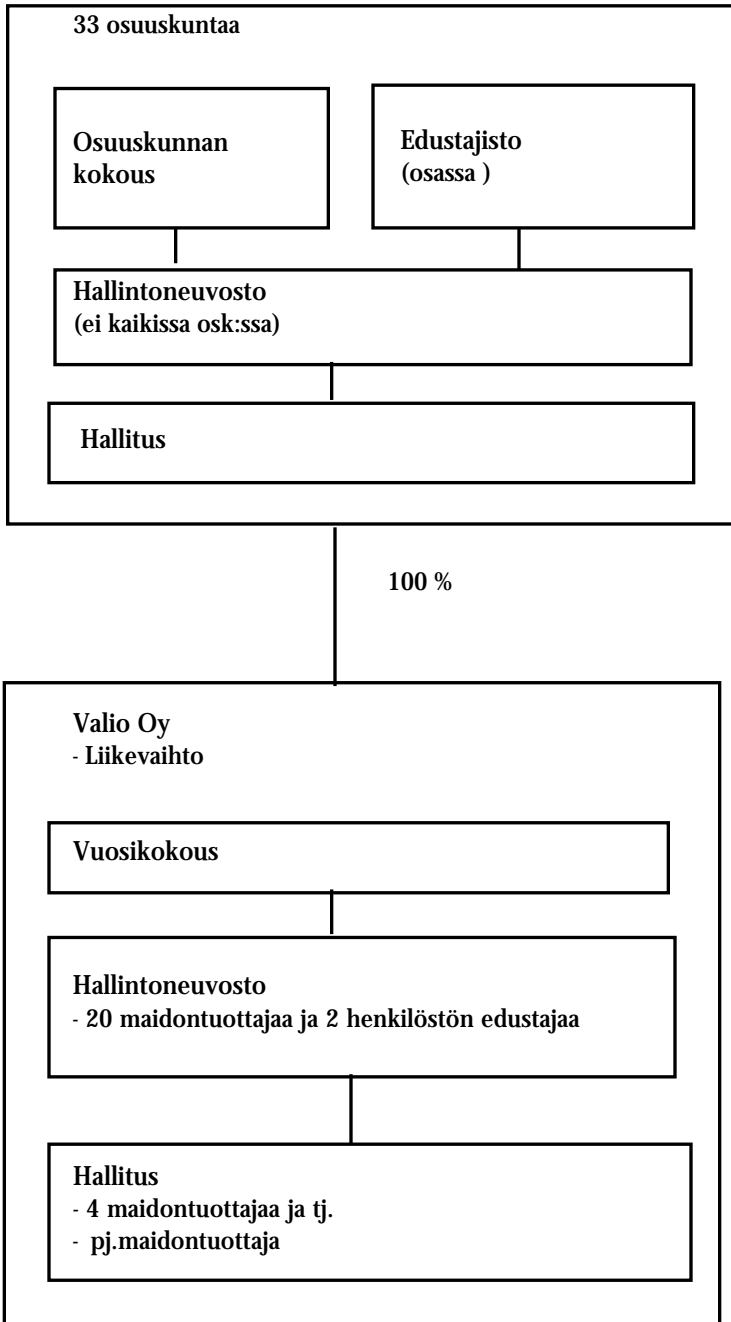 33 osuuskuntaa
Osuuskunnan
kokous
Edustajisto
(osassa )
Hallintoneuvosto
(ei kaikissa osk:ssa)
Hallitus
100 %
Valio Oy
- Liikevaihto
Vuosikokous
Hallintoneuvosto
- 20 maidontuottajaa ja 2 henkilöstön edustajaa
Hallitus
- 4 maidontuottajaa ja tj.
- pj.maidontuottaja